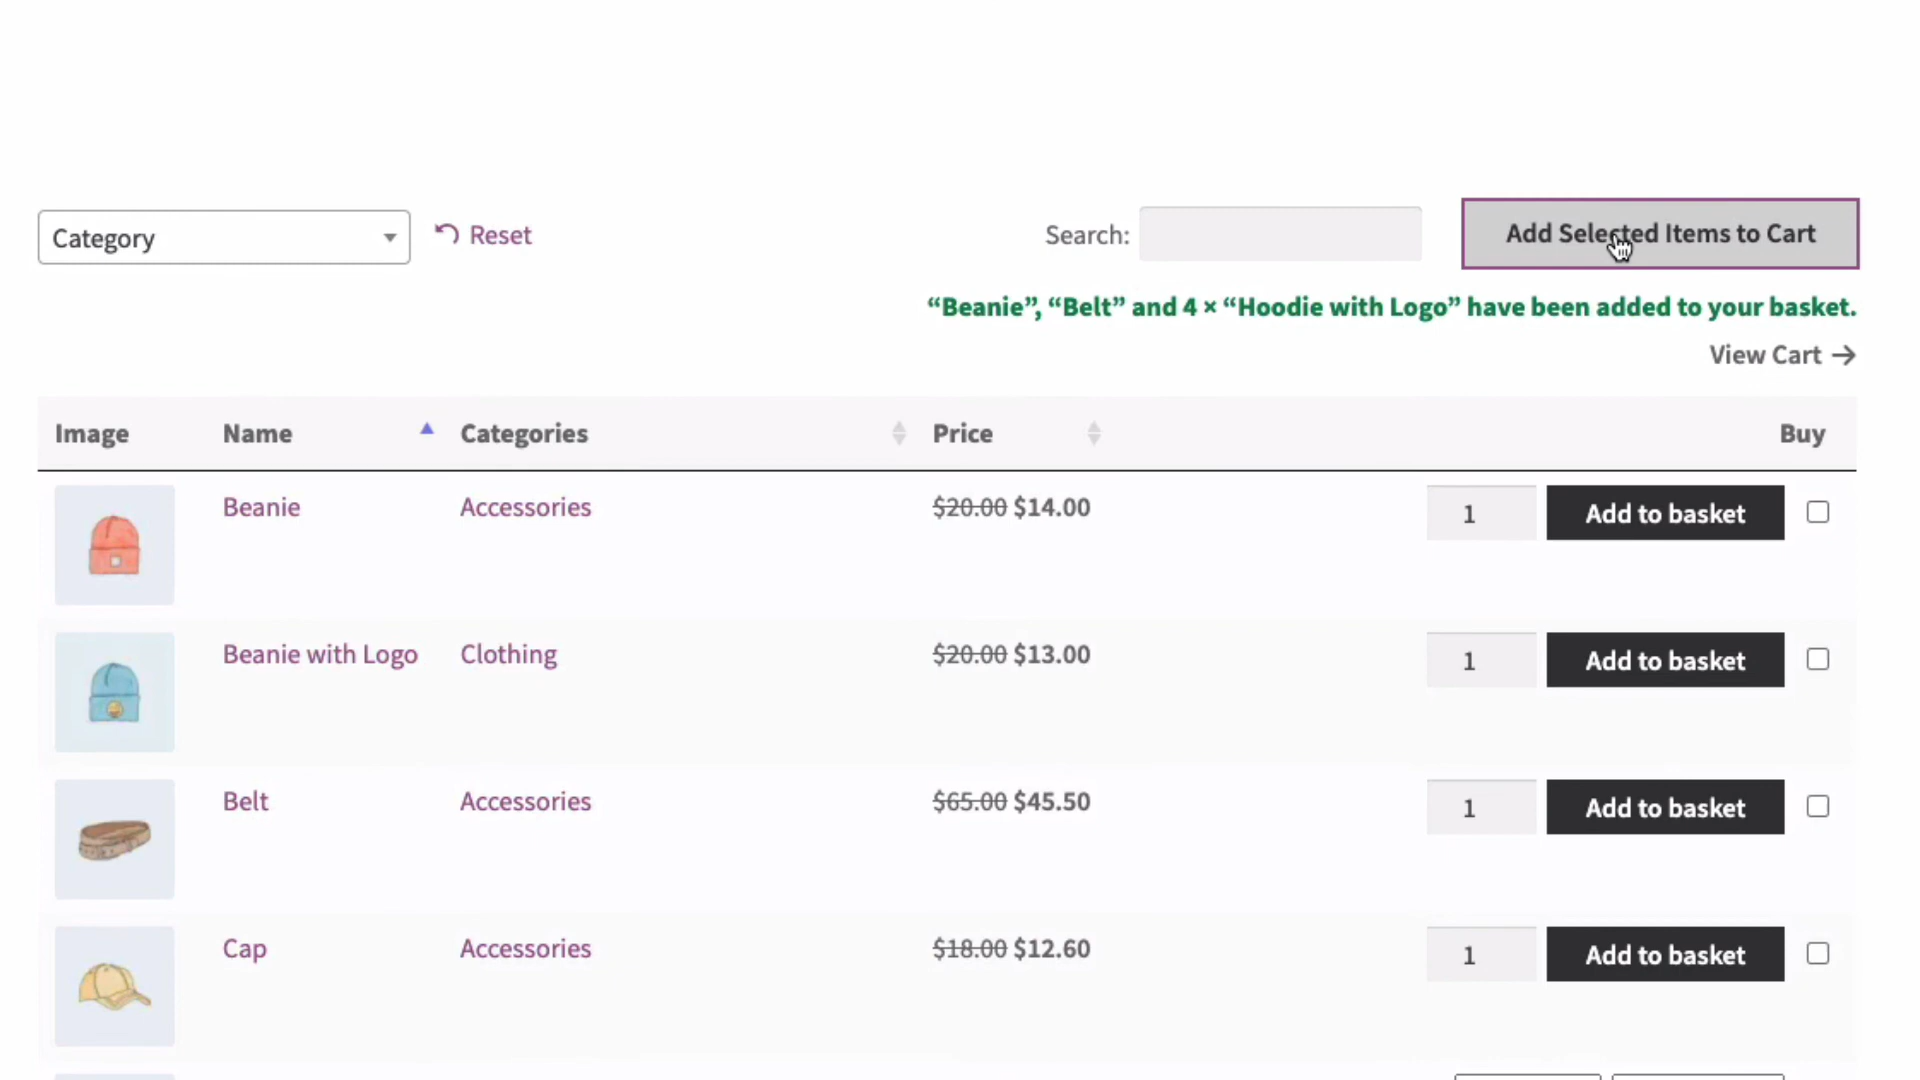 Category
Reset
Search:
Add Selected Items to Cart
“Beanie”, “Belt” and 4 × “Hoodie with Logo” have been added to your basket.
View Cart →
Image Name Categories Price Buy
Beanie Accessories $20.00 $14.00 1 Add to basket
Beanie with Logo Clothing $20.00 $13.00 1 Add to basket
Belt Accessories $65.00 $45.50 1 Add to basket
Cap Accessories $18.00 $12.60 1 Add to basket